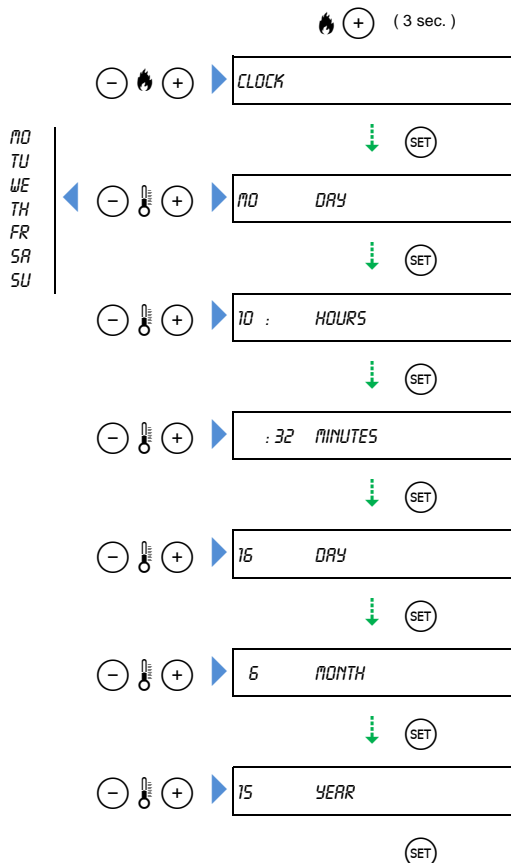 + ( 3 sec. )
− + CLOCK
SET
MO
TU
WE
TH
FR
SA
SU
− + MO DAY
SET
− + 10 : HOURS
SET
− + : 32 MINUTES
SET
− + 16 DAY
SET
− + 6 MONTH
SET
− + 15 YEAR
SET